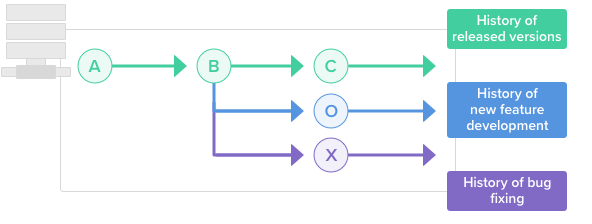 History of
released versions
A
B
C
O
History of
new feature
development
X
History of bug
fixing